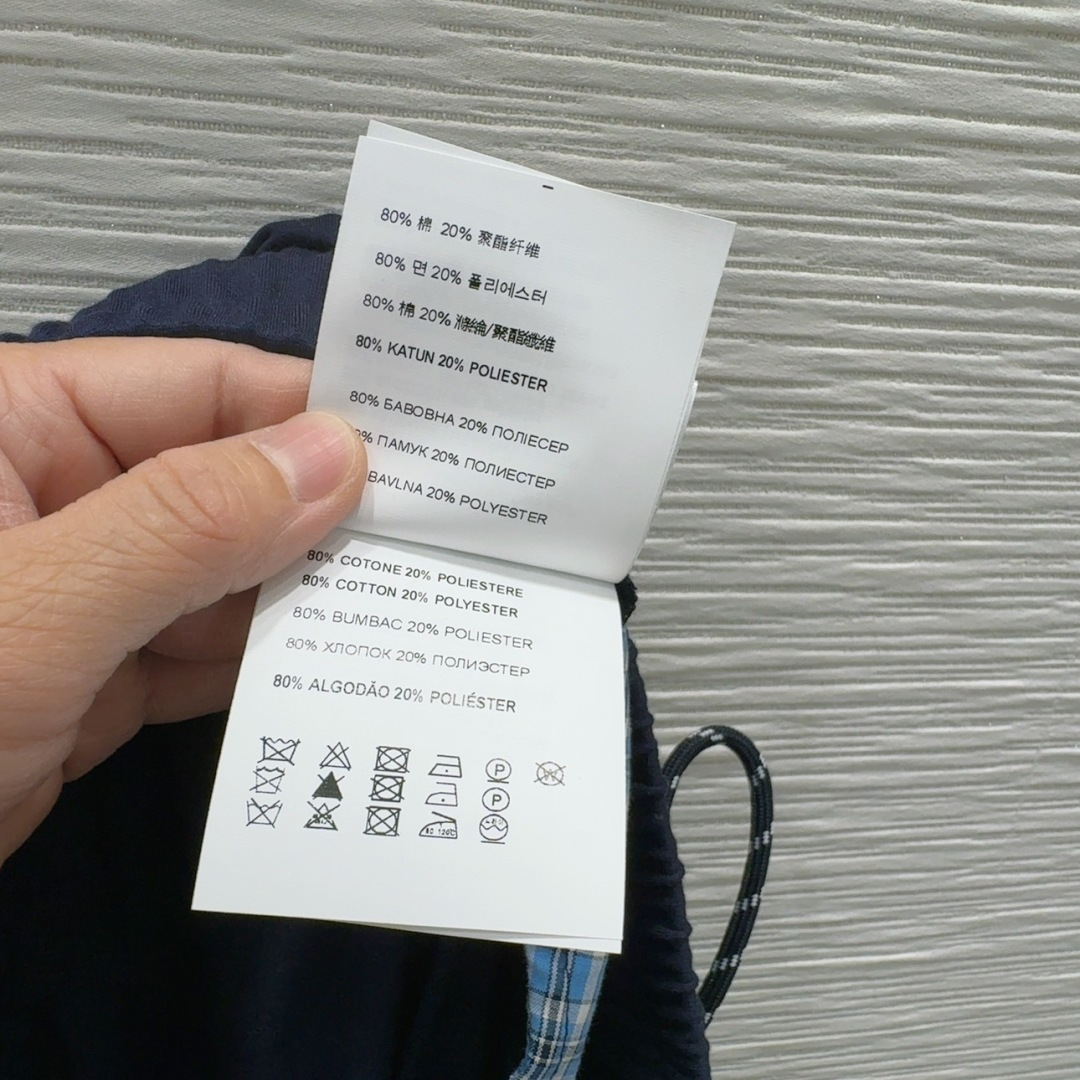 80% 棉 20% 聚酯纤维
80% 면 20% 폴리에스터
80% 棉 20% 滌綸/聚酯纖維
80% KATUN 20% POLIESTER
80% БАВОВНА 20% ПОЛІЕСЕР
% ПАМУК 20% ПОЛИЕСТЕР
BAVLNA 20% POLYESTER
80% COTONE 20% POLIESTERE
80% COTTON 20% POLYESTER
80% BUMBAC 20% POLIESTER
80% ХЛОПОК 20% ПОЛИЭСТЕР
80% ALGODÃO 20% POLIÉSTER
P W
P